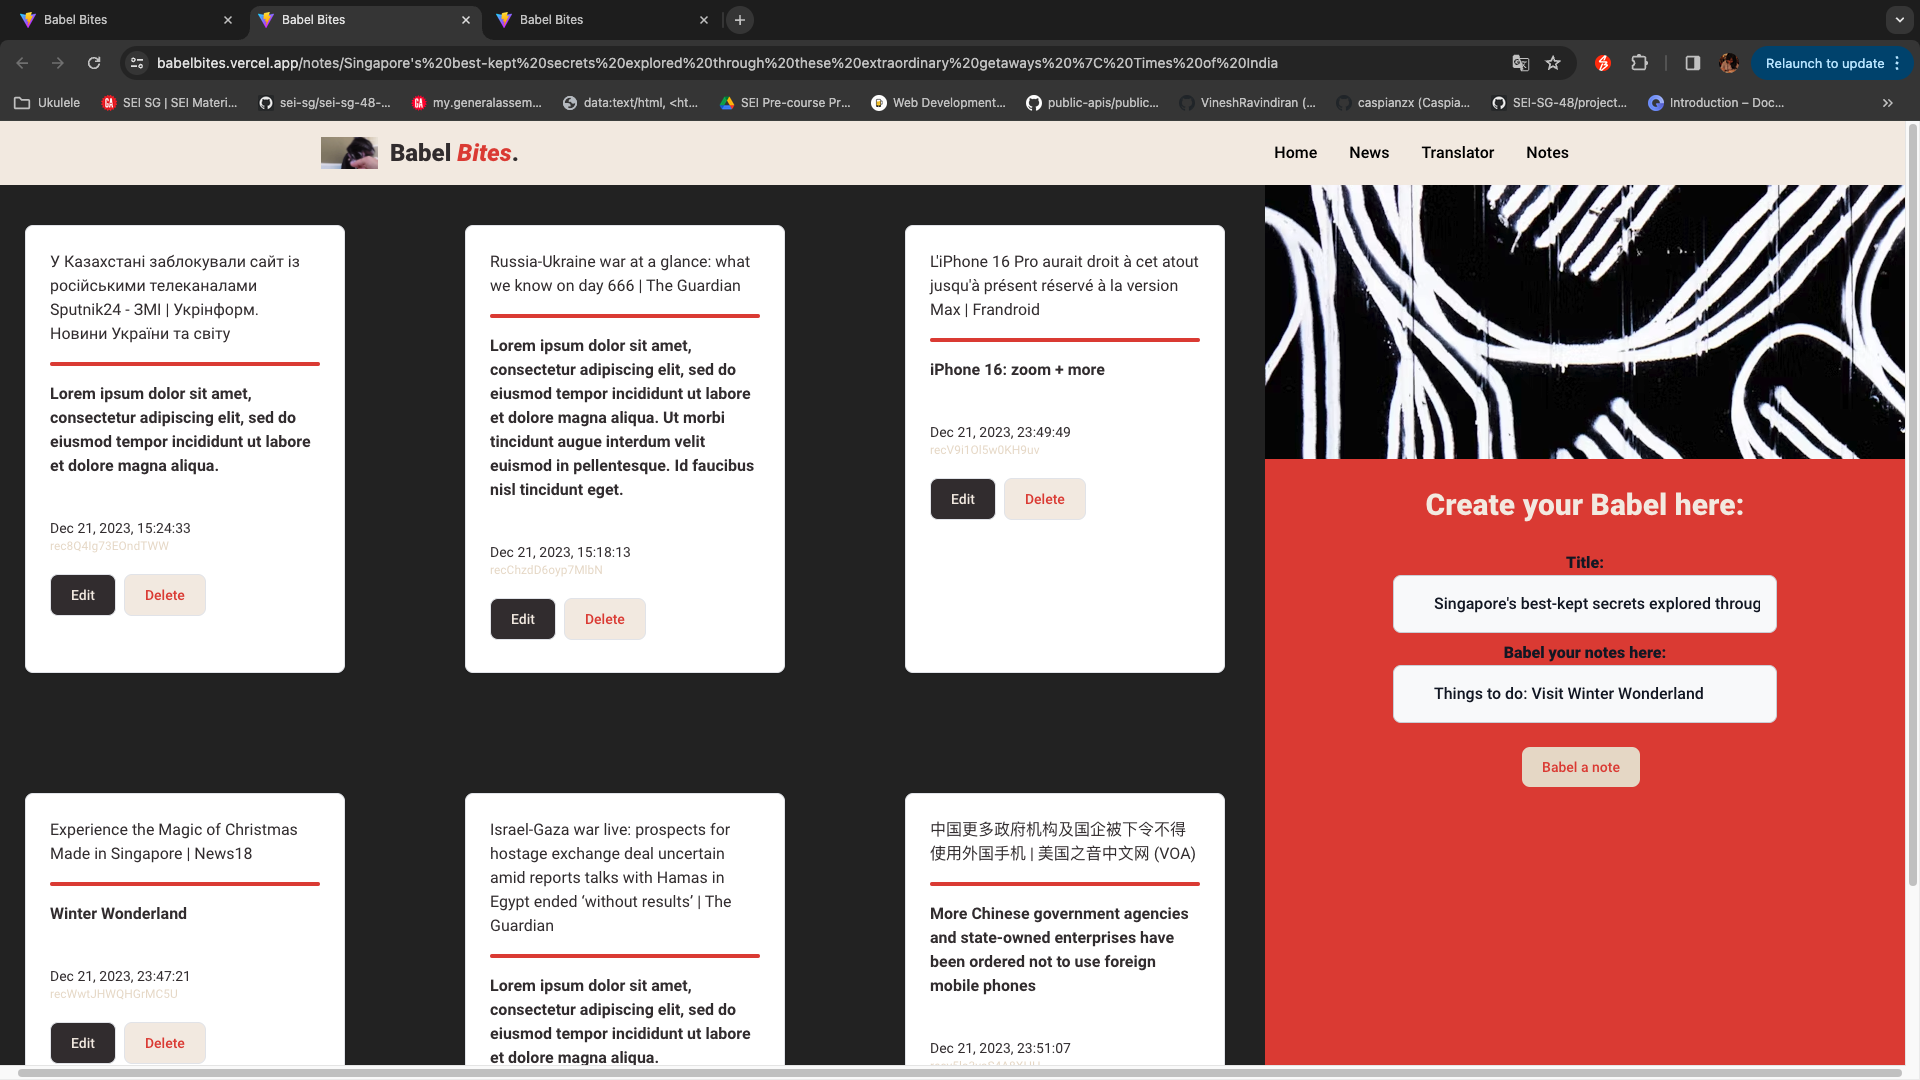 Babel Bites
Babel Bites
Babel Bites
babelbites.vercel.app/notes/Singapore's%20best-kept%20secrets%20explored%20through%20these%20extraordinary%20getaways%20%7C%20Times%20of%20India
Relaunch to update
Ukulele
SEI SG | SEI Materi...
sei-sg/sei-sg-48-...
my.generalassem...
data:text/html, <ht...
SEI Pre-course Pr...
Web Development...
public-apis/public...
VineshRavindiran (...
caspianzx (Caspia...
SEI-SG-48/project...
Introduction – Doc...
Babel Bites.
Home
News
Translator
Notes
У Казахстані заблокували сайт із
російськими телеканалами
Sputnik24 - ЗМІ | Укрінформ.
Новини України та світу
Lorem ipsum dolor sit amet,
consectetur adipiscing elit, sed do
eiusmod tempor incididunt ut labore
et dolore magna aliqua.
Dec 21, 2023, 15:24:33
Edit
Delete
Russia-Ukraine war at a glance: what
we know on day 666 | The Guardian
Lorem ipsum dolor sit amet,
consectetur adipiscing elit, sed do
eiusmod tempor incididunt ut labore
et dolore magna aliqua. Ut morbi
tincidunt augue interdum velit
euismod in pellentesque. Id faucibus
nisl tincidunt eget.
Dec 21, 2023, 15:18:13
Edit
Delete
L'iPhone 16 Pro aurait droit à cet atout
jusqu'à présent réservé à la version
Max | Frandroid
iPhone 16: zoom + more
Dec 21, 2023, 23:49:49
Edit
Delete
Experience the Magic of Christmas
Made in Singapore | News18
Winter Wonderland
Dec 21, 2023, 23:47:21
Edit
Delete
Israel-Gaza war live: prospects for
hostage exchange deal uncertain
amid reports talks with Hamas in
Egypt ended ‘without results’ | The
Guardian
Lorem ipsum dolor sit amet,
consectetur adipiscing elit, sed do
eiusmod tempor incididunt ut labore
et dolore magna aliqua.
中国更多政府机构及国企被下令不得
使用外国手机 | 美国之音中文网 (VOA)
More Chinese government agencies
and state-owned enterprises have
been ordered not to use foreign
mobile phones
Dec 21, 2023, 23:51:07
Create your Babel here:
Title:
Singapore's best-kept secrets explored throug
Babel your notes here:
Things to do: Visit Winter Wonderland
Babel a note